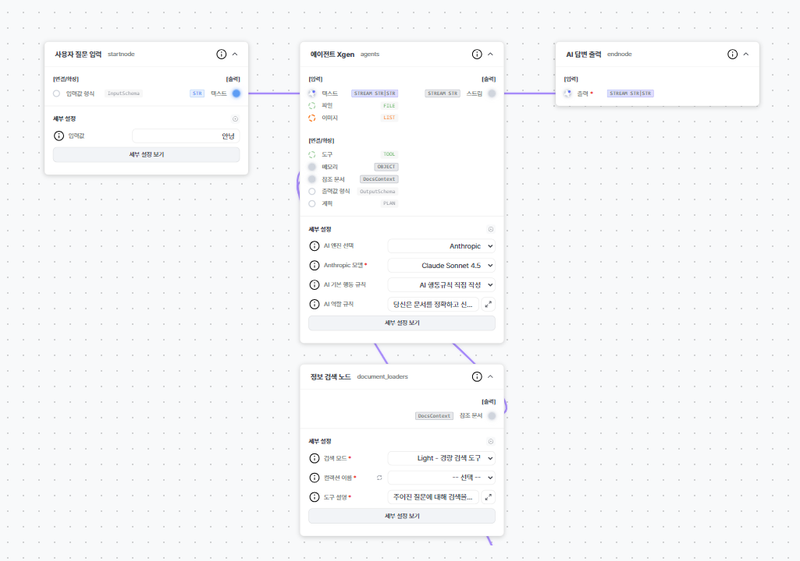 사용자 질문 입력 startnode
[변경/확장] [출력]
입력값 형식 InputSchema STR 텍스트
세부 설정
입력값 안녕
세부 설정 보기
에이전트 Xgen agents
[입력] [출력]
텍스트 STREAM STR|STR STREAM STR 스트림
파일 FILE
이미지 LIST
[변경/확장]
도구 TOOL
메모리 OBJECT
참조 문서 DocsContext
출력값 형식 OutputSchema
계획 PLAN
세부 설정
AI 엔진 선택 Anthropic
Anthropic 모델 * Claude Sonnet 4.5
AI 기본 행동 규칙 AI 행동규칙 직접 작성
AI 역할 규칙 당신은 문서를 정확하고 신...
세부 설정 보기
AI 답변 출력 endnode
[입력]
출력 * STREAM STR|STR
정보 검색 노드 document_loaders
[출력]
DocsContext 참조 문서
세부 설정
검색 모드 * Light - 경량 검색 도구
컬렉션 이름 * -- 선택 --
도구 설명 * 주어진 질문에 대해 검색을...
세부 설정 보기